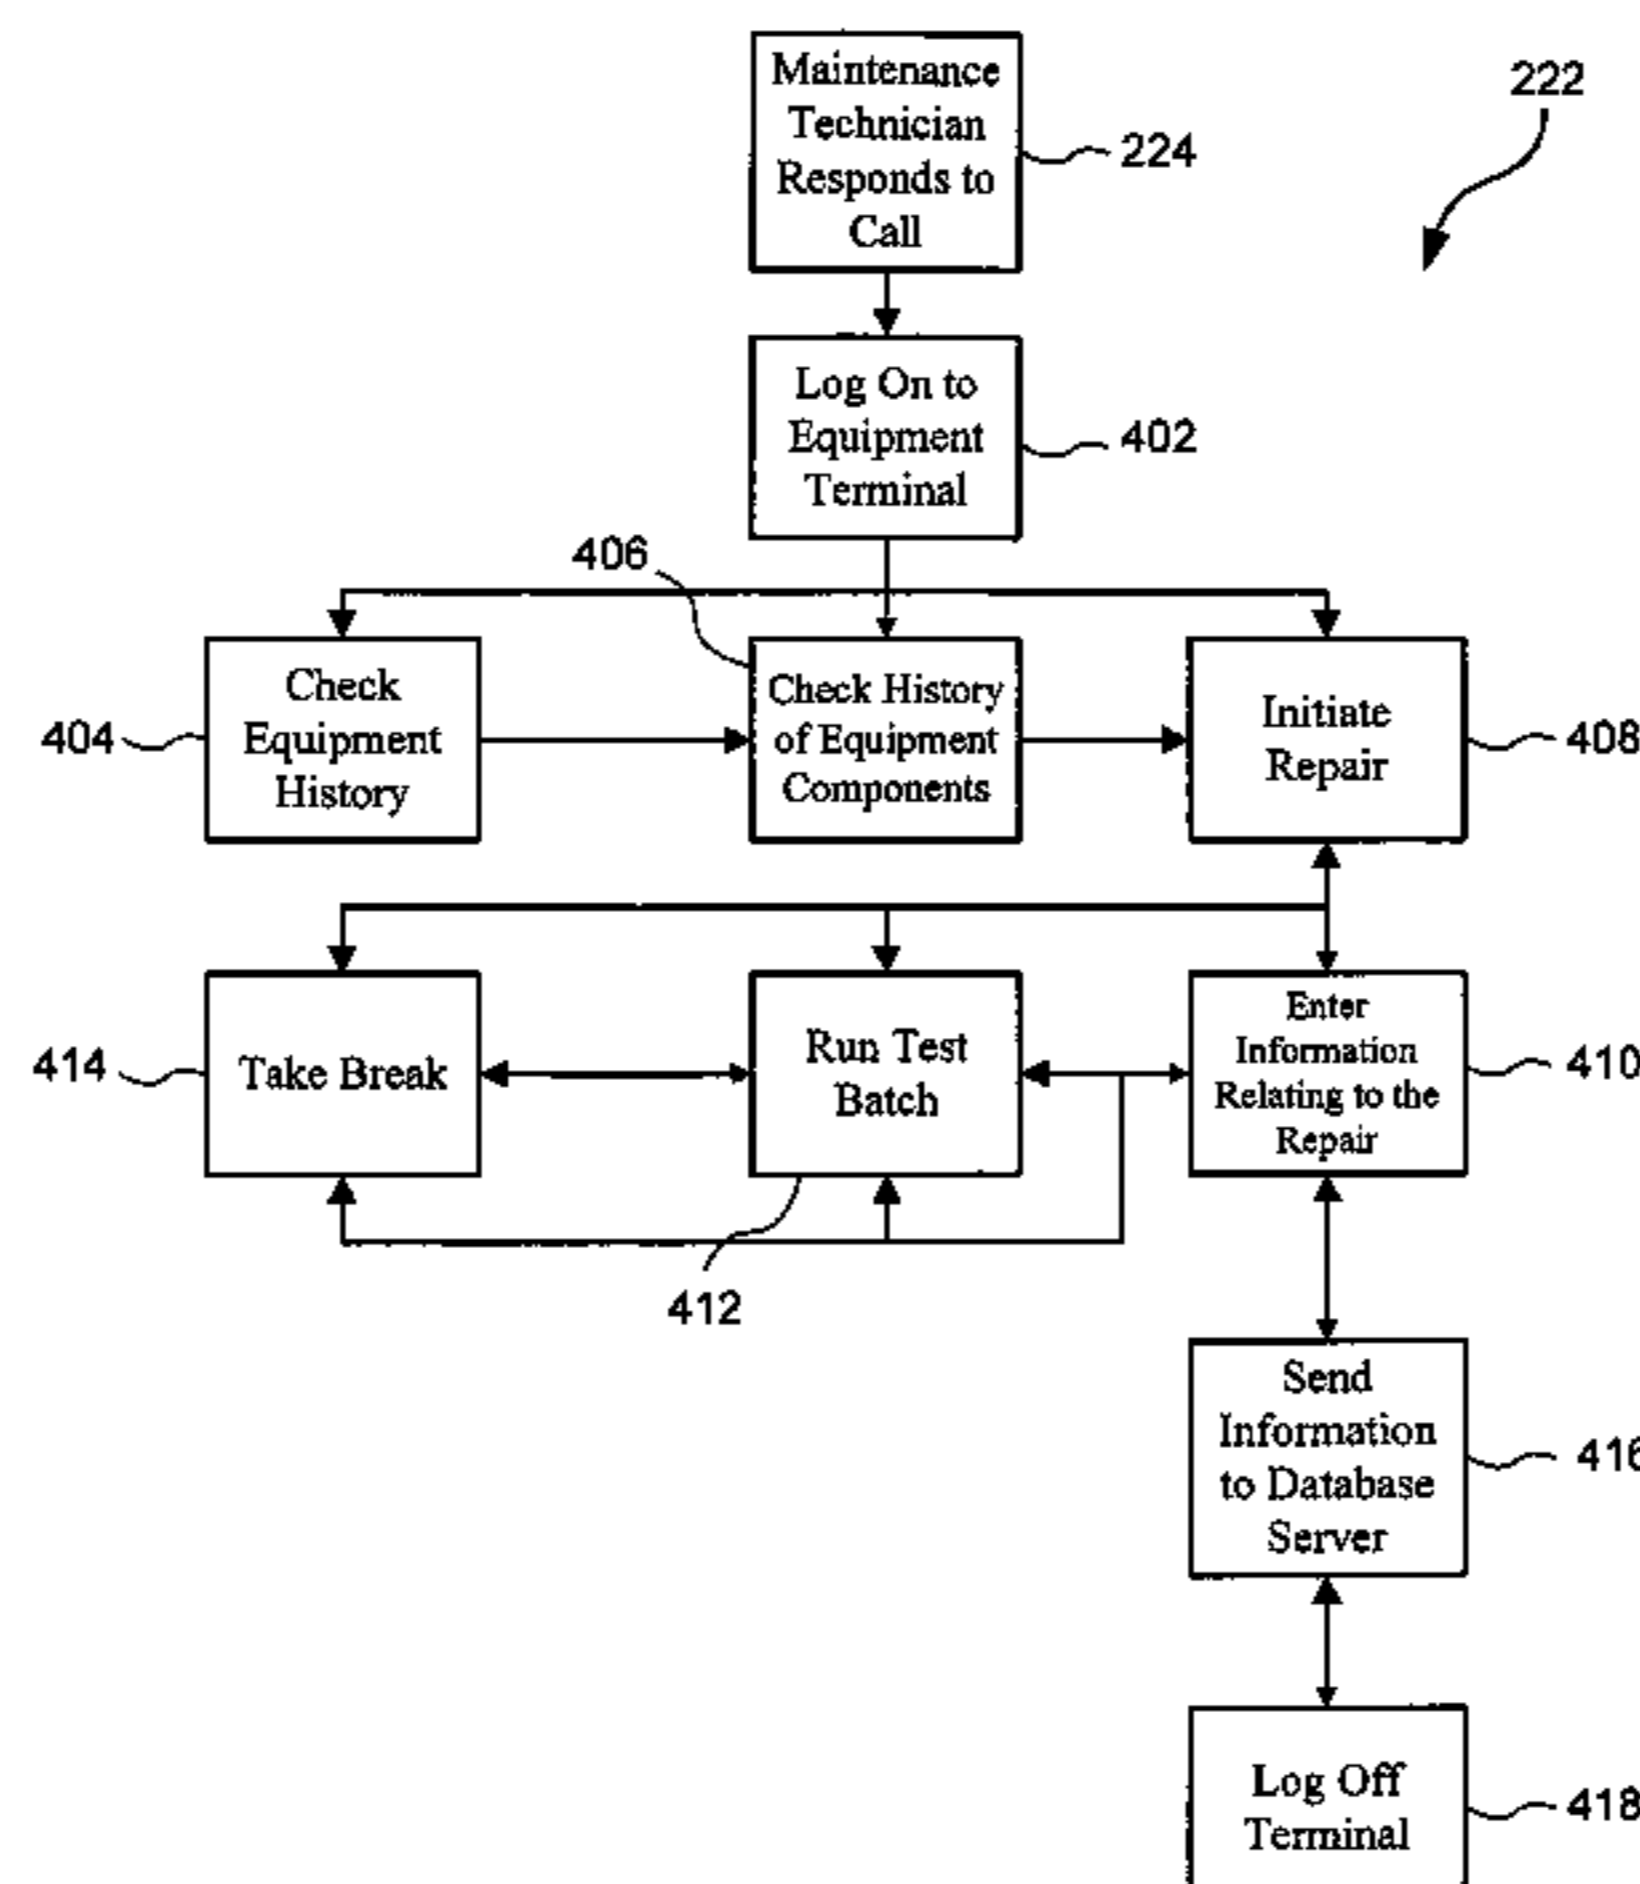 Maintenance
Technician
Responds to
Call
222
224
Log On to
Equipment
Terminal
402
406
Check
Equipment
History
404
Check History
of Equipment
Components
Initiate
Repair
408
Take Break
414
Run Test
Batch
412
Enter
Information
Relating to the
Repair
410
Send
Information
to Database
Server
416
Log Off
Terminal
418